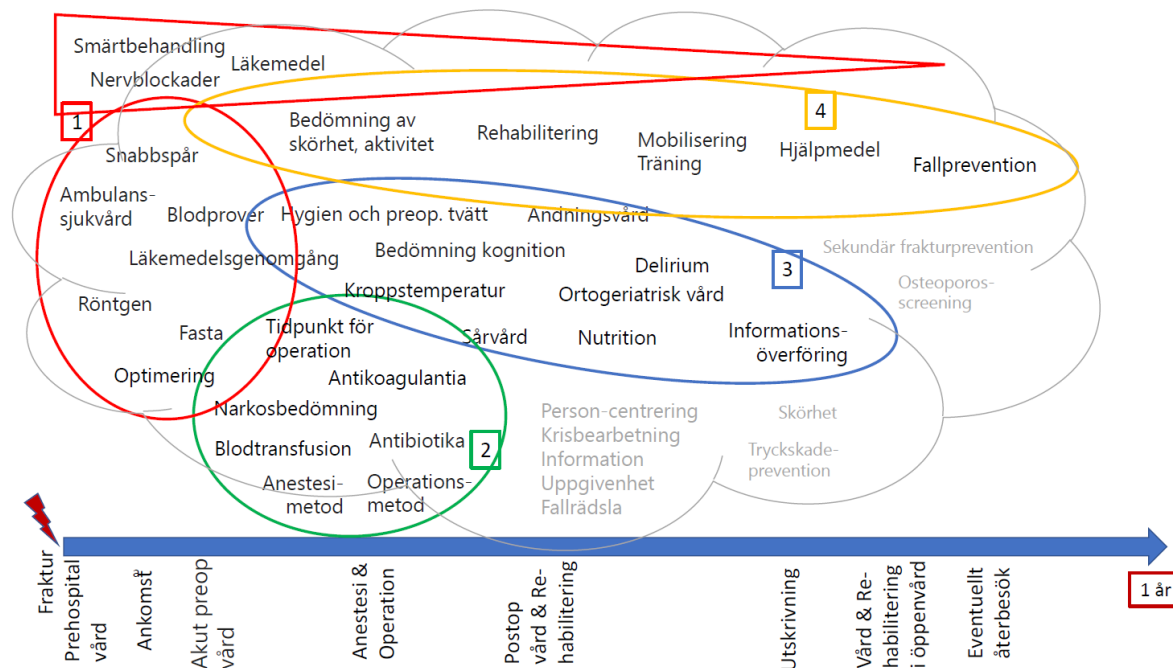 Smärtbehandling
Nervblockader
Läkemedel
1
4
Bedömning av
skörhet, aktivitet
Rehabilitering
Mobilisering
Träning
Hjälpmedel
Fallprevention
Snabbspår
Ambulans-
sjukvård
Blodprover
Hygien och preop. tvätt
Andningsvård
Bedömning kognition
Läkemedelsgenomgång
Delirium
3
Sekundär frakturprevention
Kroppstemperatur
Ortogeriatrisk vård
Osteoporos-
screening
Röntgen
Fasta
Tidpunkt för
operation
Sårvård
Nutrition
Informations-
överföring
Optimering
Antikoagulantia
Narkosbedömning
Blodtransfusion
Antibiotika
2
Anestesi-
metod
Operations-
metod
Person-centrering
Krisbearbetning
Information
Uppgivenhet
Fallrädsla
Skörhet
Tryckskade-
prevention
Fraktur
Prehospital
vård
Ankomst
Akut preop
vård
Anestesi &
Operation
Postop
vård & Re-
habilitering
Utskrivning
Vård & Re-
habilitering
i öppenvård
Eventuellt
återbesök
1 år